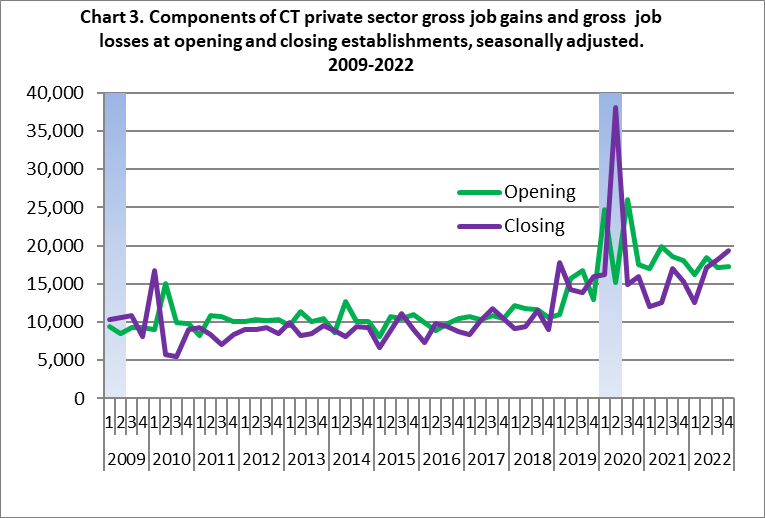 Chart 3. Components of CT private sector gross job gains and gross job
losses at opening and closing establishments, seasonally adjusted.
2009-2022
40,000
35,000
30,000
25,000
20,000
15,000
10,000
5,000
0
Opening
Closing
1 2 3 4 1 2 3 4 1 2 3 4 1 2 3 4 1 2 3 4 1 2 3 4 1 2 3 4 1 2 3 4 1 2 3 4 1 2 3 4 1 2 3 4 1 2 3 4 1 2 3 4 1 2 3 4
2009 2010 2011 2012 2013 2014 2015 2016 2017 2018 2019 2020 2021 2022